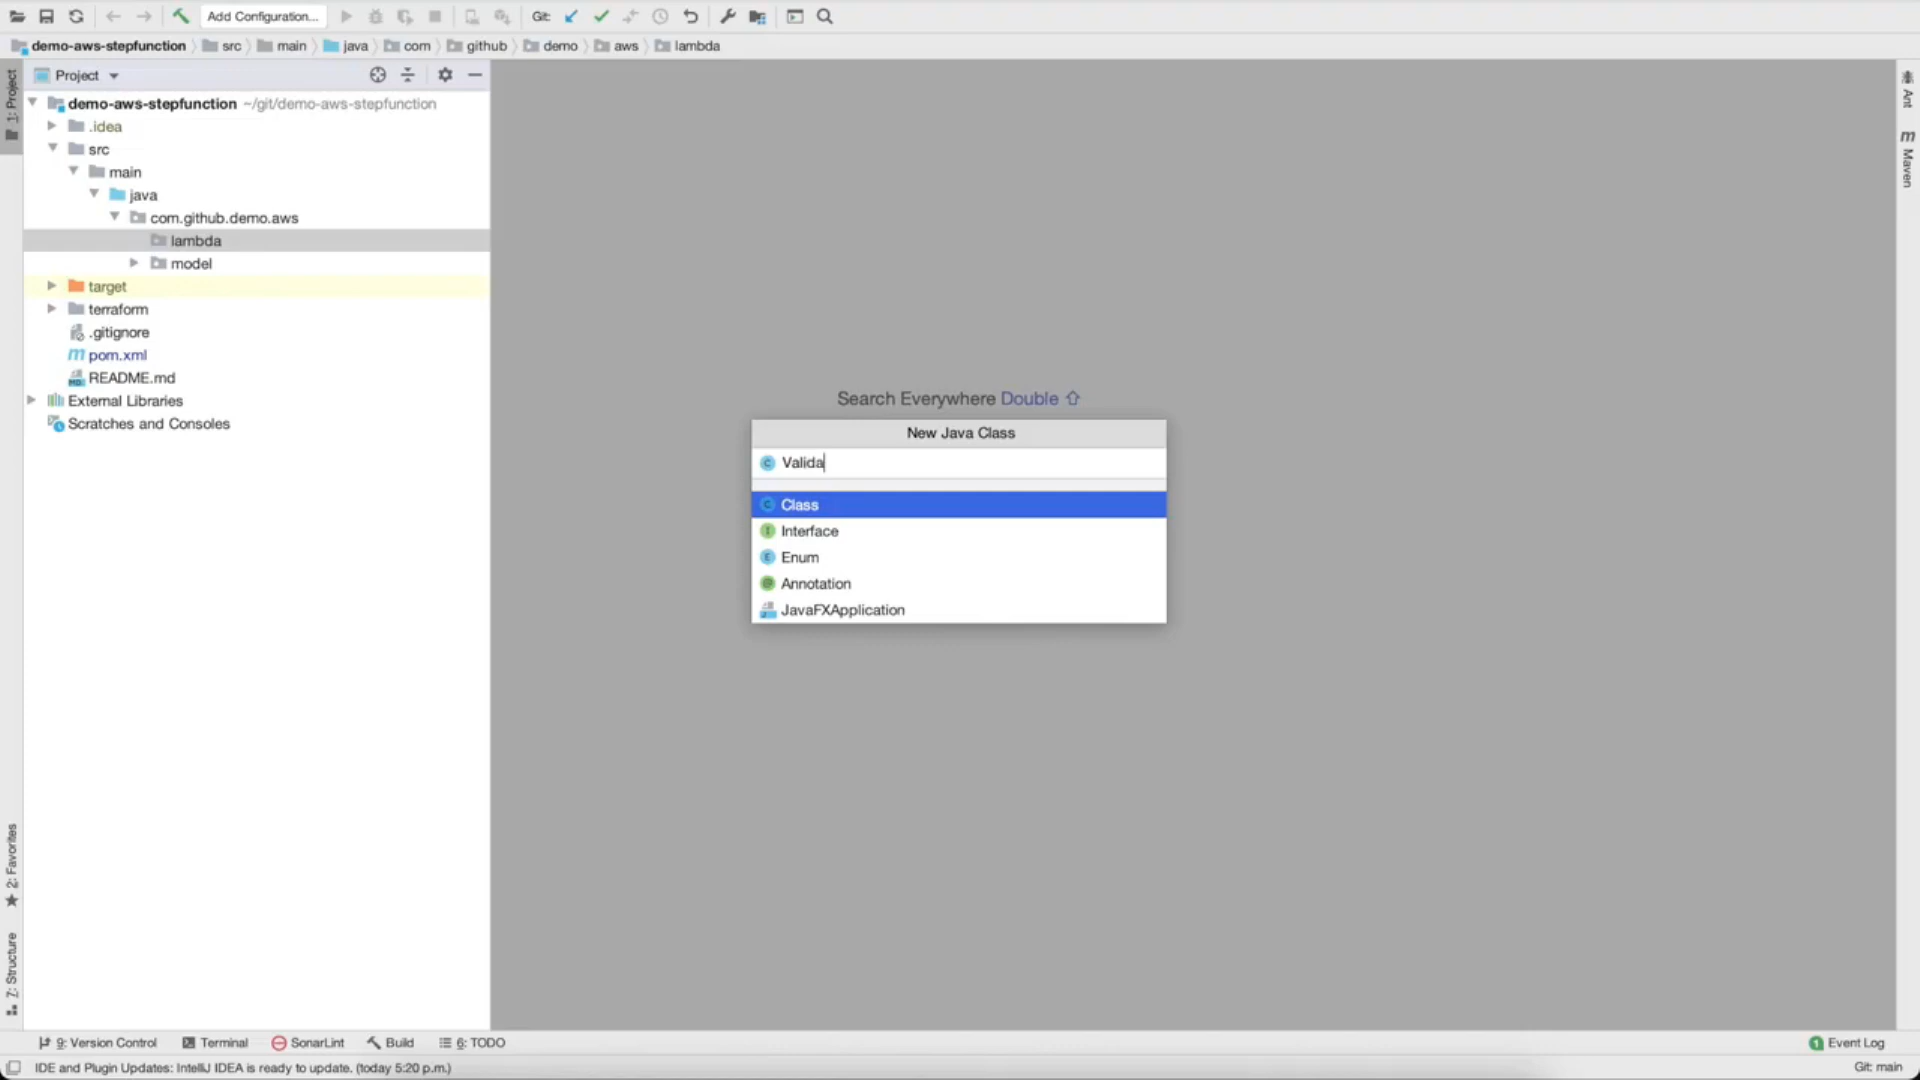 Add Configuration...
Git:
demo-aws-stepfunction
src
main
java
com
github
demo
aws
lambda
1: Project
Project
demo-aws-stepfunction ~/git/demo-aws-stepfunction
.idea
src
main
java
com.github.demo.aws
lambda
model
target
terraform
.gitignore
pom.xml
README.md
External Libraries
Scratches and Consoles
Search Everywhere Double ⇧
New Java Class
Valida
Class
Interface
Enum
Annotation
JavaFXApplication
Ant
Maven
2: Favorites
7: Structure
9: Version Control
Terminal
SonarLint
Build
6: TODO
1 Event Log
IDE and Plugin Updates: IntelliJ IDEA is ready to update. (today 5:20 p.m.)
Git: main